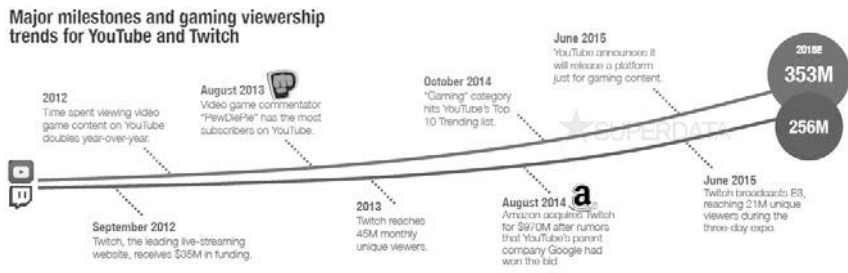 Major milestones and gaming viewership
trends for YouTube and Twitch
2012
Time spent viewing video
game content on YouTube
doubles year-over-year.
August 2013
Video game commentator
"PewDiePie" has the most
subscribers on YouTube.
October 2014
"Gaming" category
hits YouTube's Top
10 Trending list.
June 2015
YouTube announces it
will release a platform
just for gaming content.
2015E
353M
256M
SUPERDATA
September 2012
Twitch, the leading live-streaming
website, receives $35M in funding.
2013
Twitch reaches
45M monthly
unique viewers.
August 2014
a
Amazon acquired Twitch
for $970M after rumors
that YouTube's parent
company Google had
won the bid.
June 2015
Twitch broadcasts E3,
reaching 21M unique
viewers during the
three-day expo.